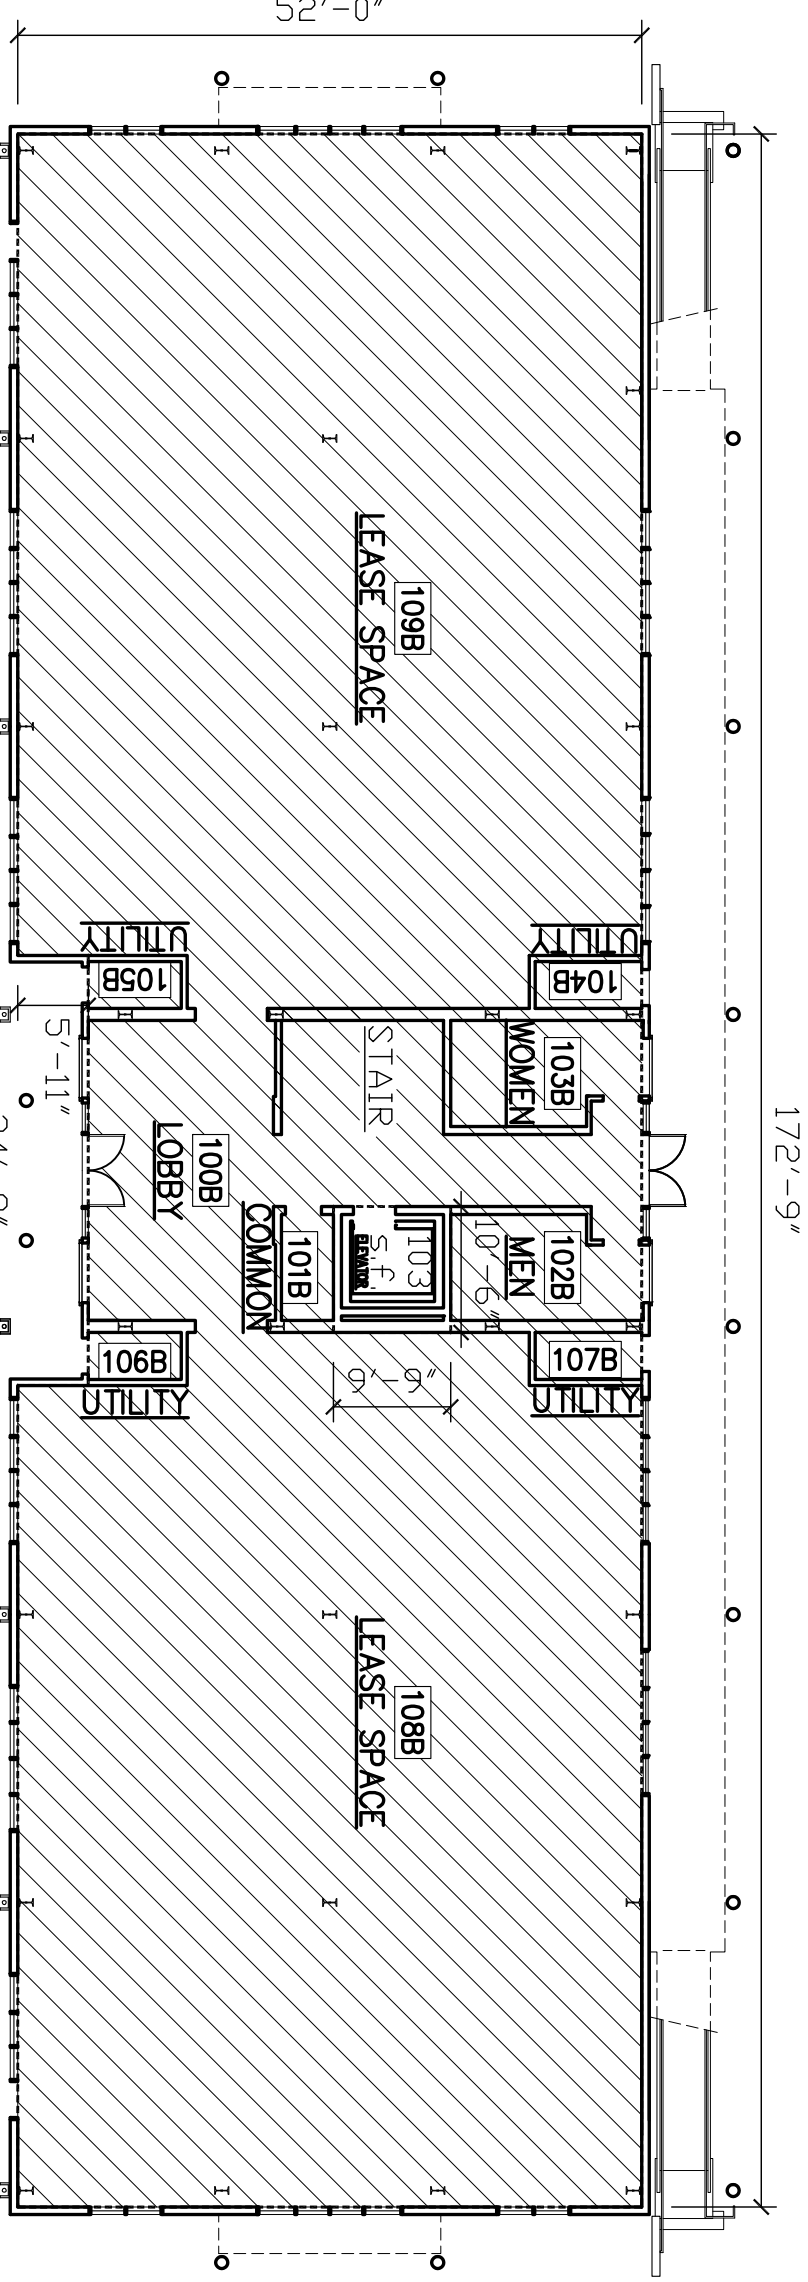 52'-0"
172'-9"
109B
LEASE SPACE
UTILITY
105B
UTILITY
104B
5'-11"
STAIR
WOMEN
103B
100B
LOBBY
COMMON
101B
103
s.f.
ELEVATOR
10'-6"
MEN
102B
106B
UTILITY
107B
UTILITY
9'-9"
108B
LEASE SPACE